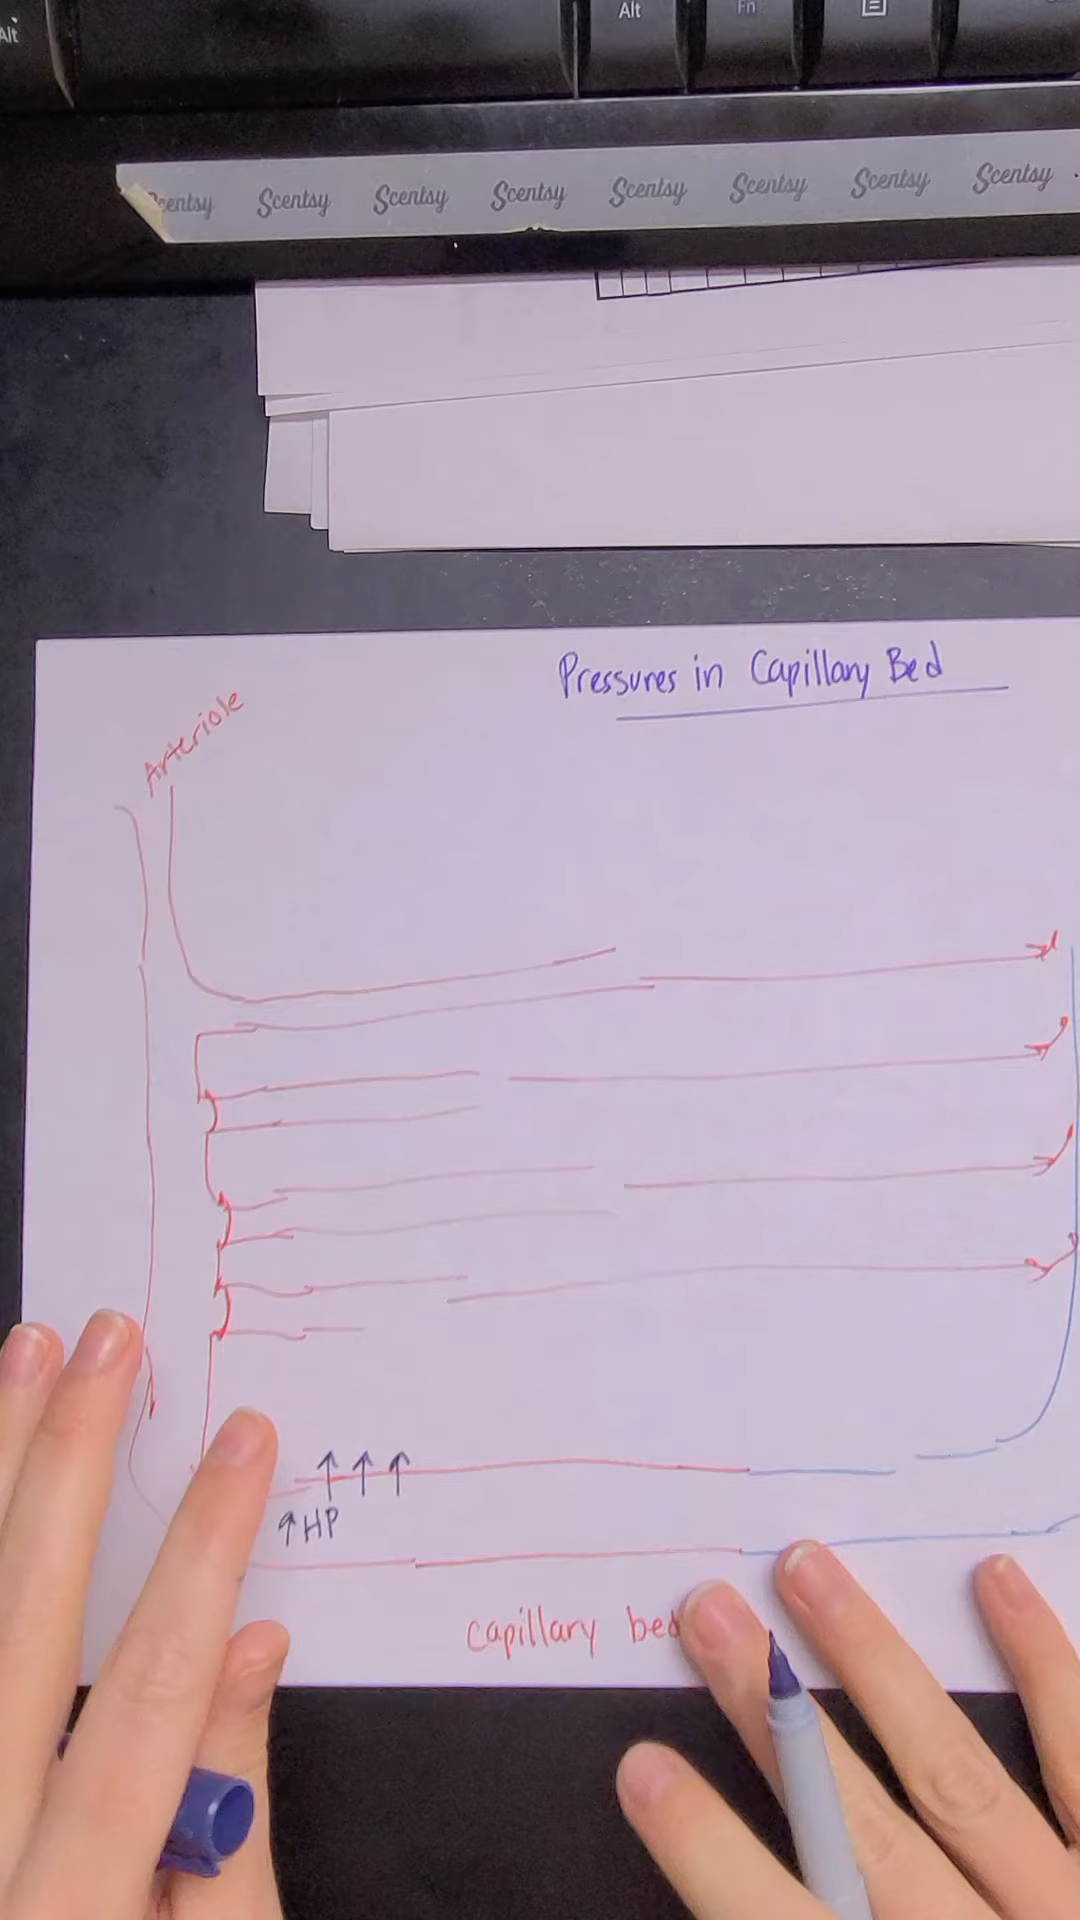 Alt
Alt
Fn
Scentsy Scentsy Scentsy Scentsy Scentsy Scentsy Scentsy Scentsy
Pressures in Capillary Bed
Arteriole
↑ ↑ ↑
↑HP
capillary bed